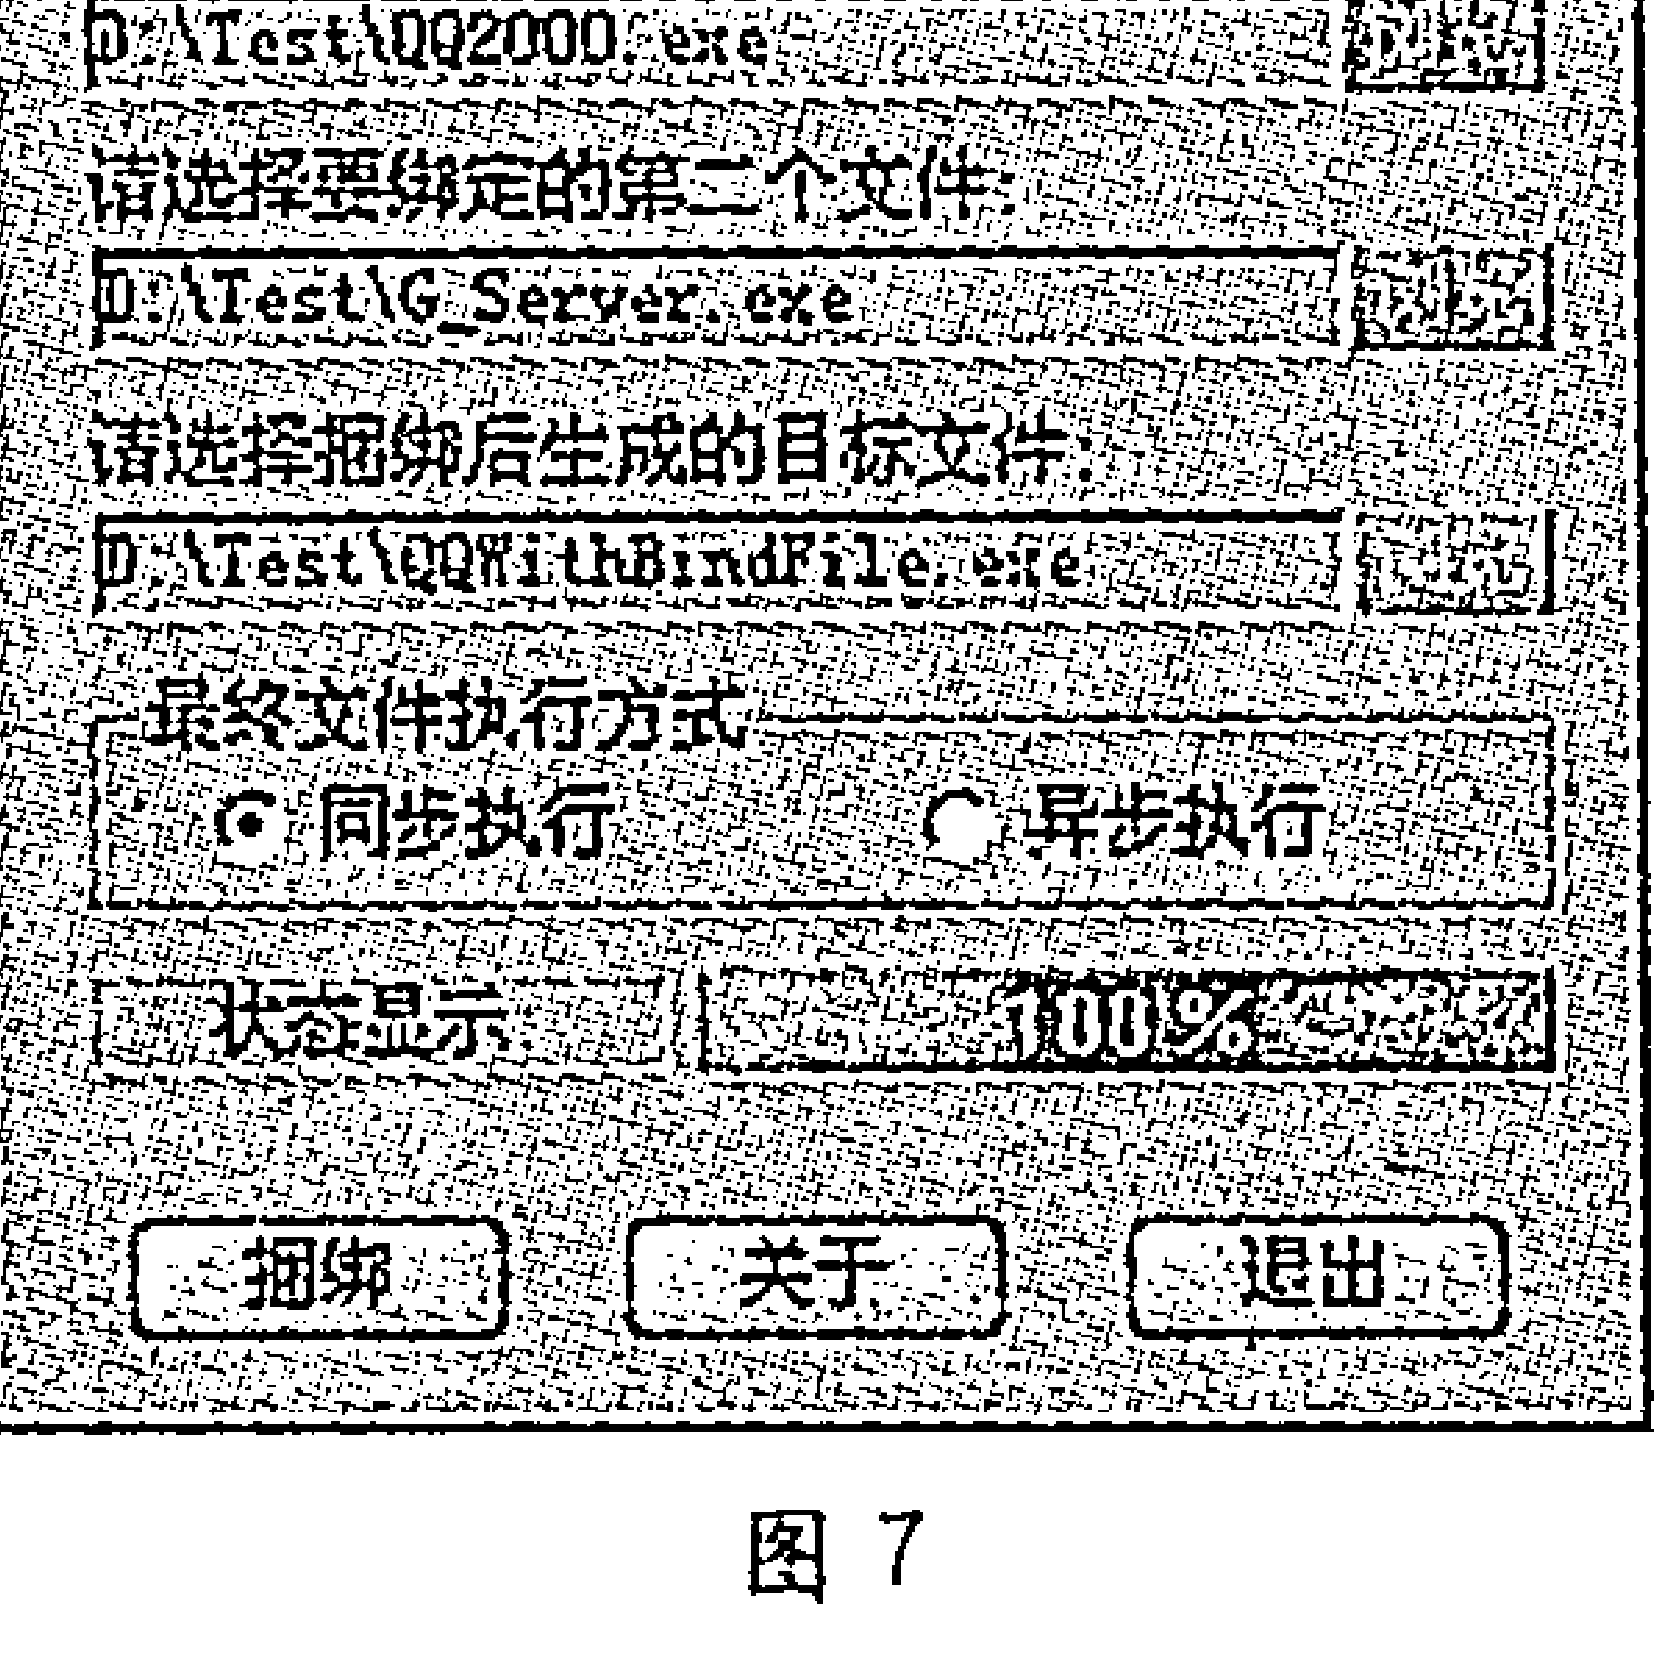 D:\Test\QQ2000.exe
请选择要绑定的第二个文件:
D:\Test\G_Server.exe
请选择捆绑后生成的目标文件:
D:\Test\QQWithBindFile.exe
最终文件执行方式
同步执行 异步执行
状态显示 100%
捆绑 关于 退出
图 7